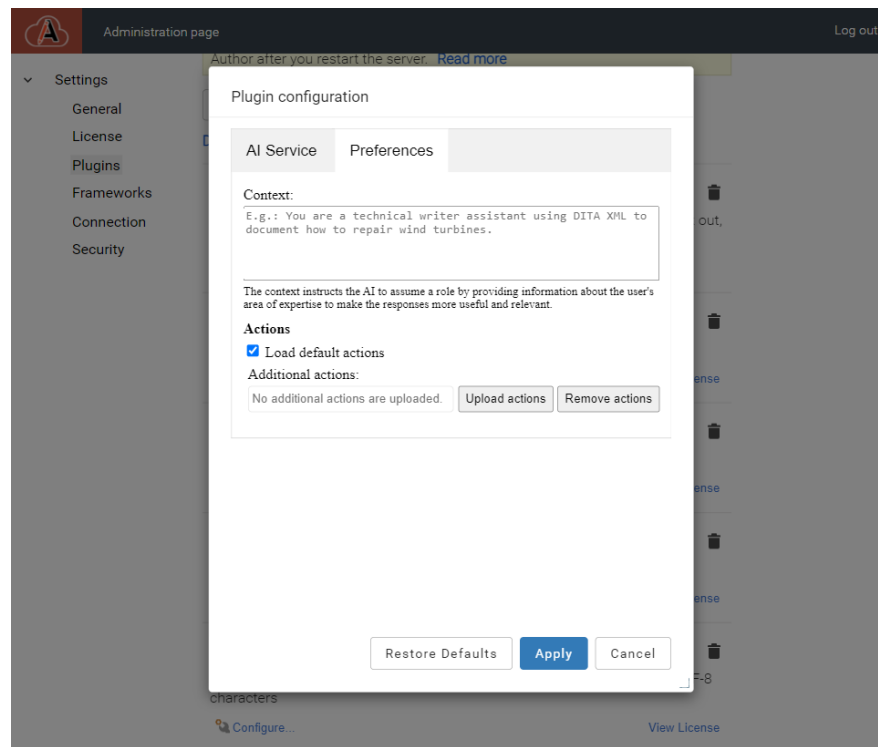 Administration page
Log out
Author after you restart the server. Read more
Settings
General
License
Plugins
Frameworks
Connection
Security
Plugin configuration
AI Service
Preferences
Context:
E.g.: You are a technical writer assistant using DITA XML to
document how to repair wind turbines.
The context instructs the AI to assume a role by providing information about the user's
area of expertise to make the responses more useful and relevant.
Actions
Load default actions
Additional actions:
No additional actions are uploaded.
Upload actions
Remove actions
Restore Defaults
Apply
Cancel
out,
ense
ense
ense
F-8
characters
Configure...
View License